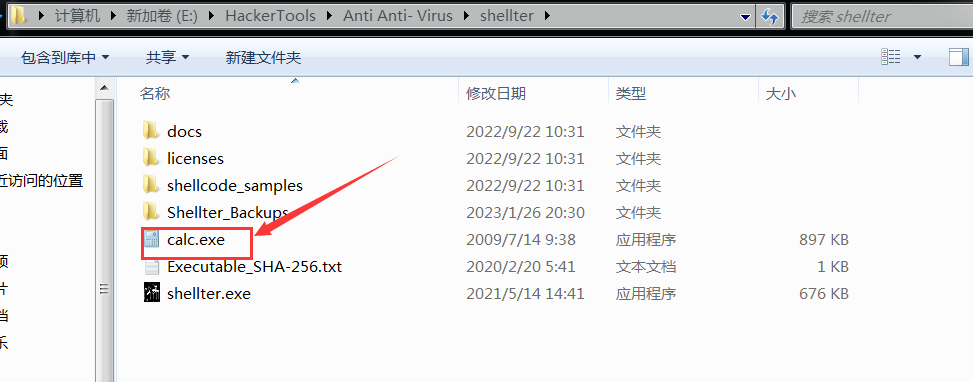 计算机 ▸ 新加卷 (E:) ▸ HackerTools ▸ Anti Anti- Virus ▸ shellter ▸ 搜索 shellter
包含到库中 共享 新建文件夹
名称 修改日期 类型 大小
夹
载
面
近访问的位置
频
片
档
乐
docs 2022/9/22 10:31 文件夹
licenses 2022/9/22 10:31 文件夹
shellcode_samples 2022/9/22 10:31 文件夹
Shellter_Backups 2023/1/26 20:30 文件夹
calc.exe 2009/7/14 9:38 应用程序 897 KB
Executable_SHA-256.txt 2020/2/20 5:41 文本文档 1 KB
shellter.exe 2021/5/14 14:41 应用程序 676 KB